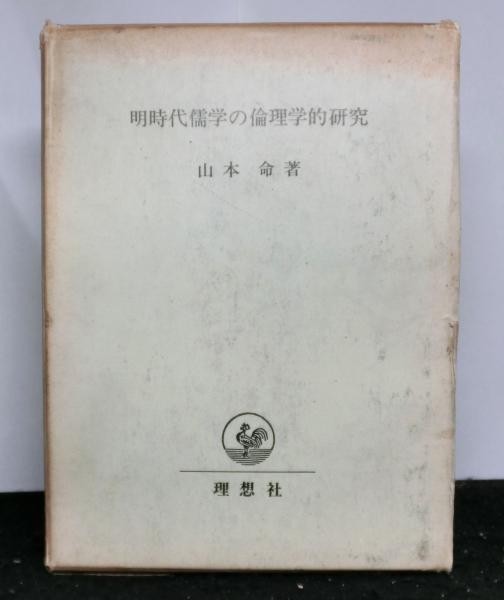 明時代儒学の倫理学的研究
山本 命 著
理想社